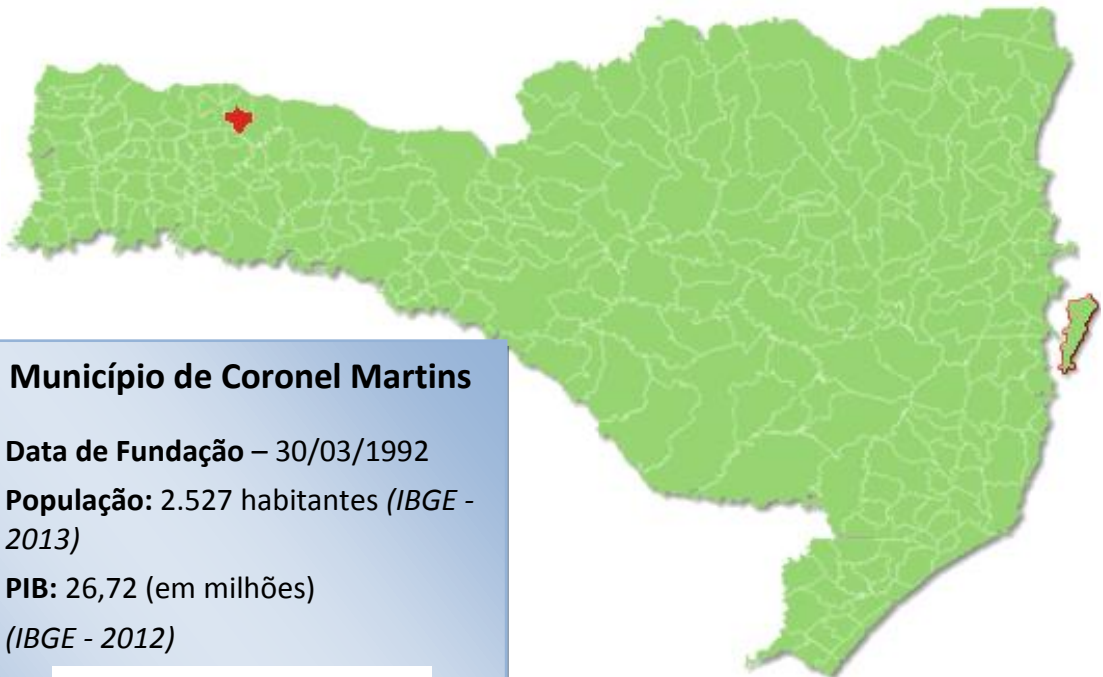 Município de Coronel Martins
Data de Fundação – 30/03/1992
População: 2.527 habitantes (IBGE -
2013)
PIB: 26,72 (em milhões)
(IBGE - 2012)